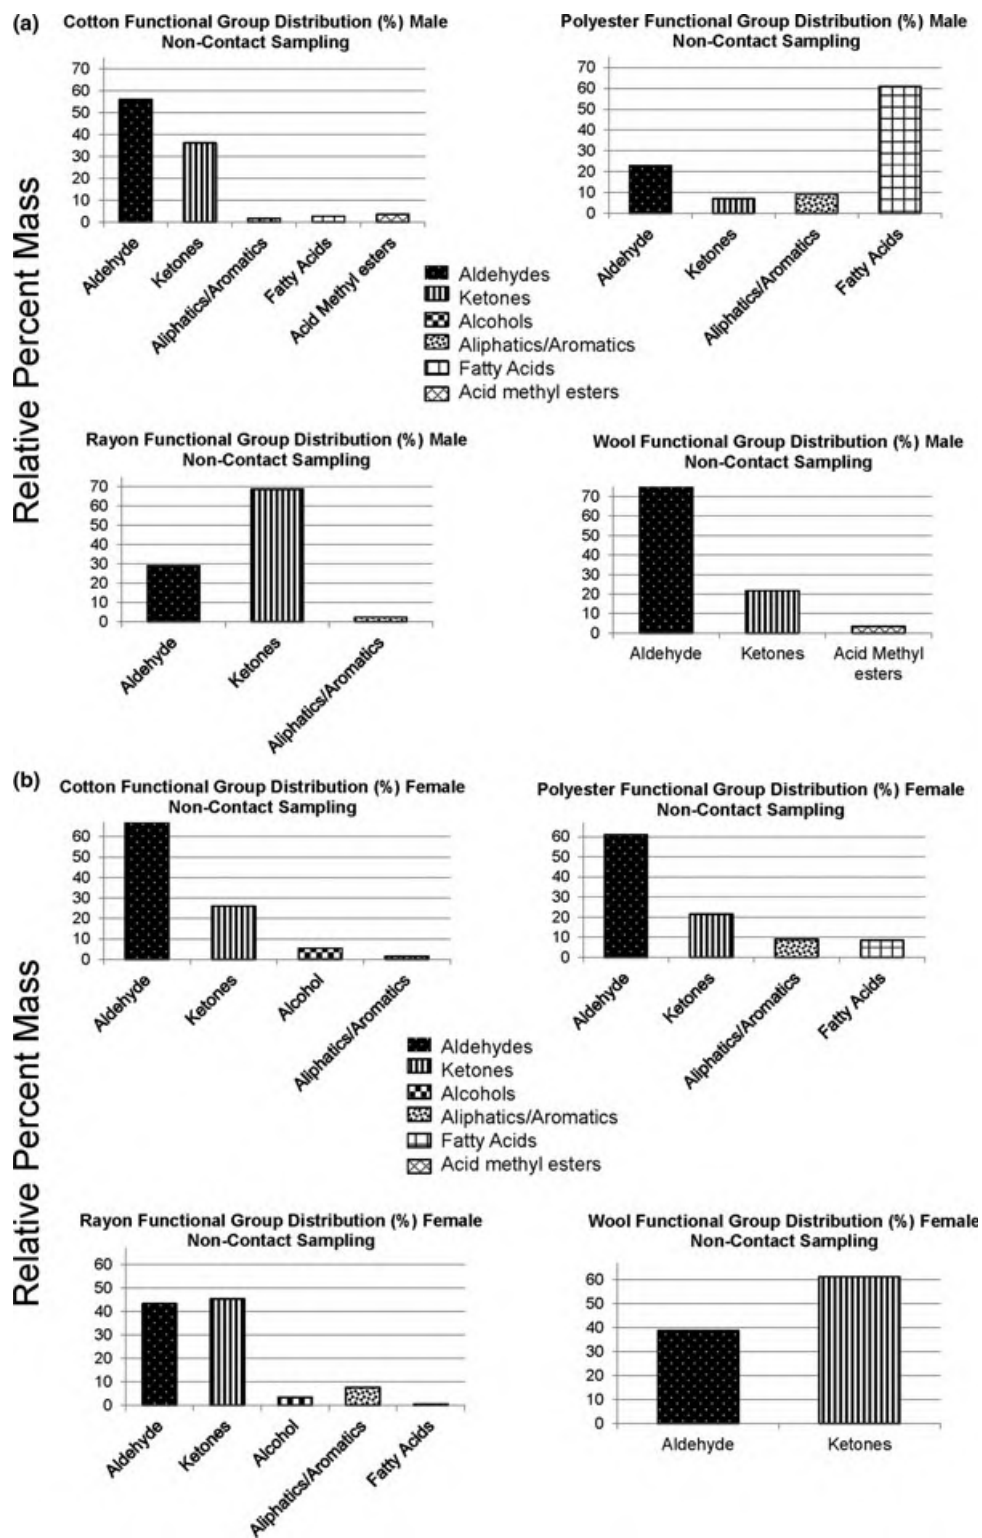 (a)
Cotton Functional Group Distribution (%) Male
Non-Contact Sampling
70
60
50
40
30
20
10
0
Aldehyde
Ketones
Aliphatics/Aromatics
Fatty Acids
Acid Methyl esters
Polyester Functional Group Distribution (%) Male
Non-Contact Sampling
70
60
50
40
30
20
10
0
Aldehyde
Ketones
Aliphatics/Aromatics
Fatty Acids
Relative Percent Mass
Aldehydes
Ketones
Alcohols
Aliphatics/Aromatics
Fatty Acids
Acid methyl esters
Rayon Functional Group Distribution (%) Male
Non-Contact Sampling
70
60
50
40
30
20
10
0
Aldehyde
Ketones
Aliphatics/Aromatics
Wool Functional Group Distribution (%) Male
Non-Contact Sampling
70
60
50
40
30
20
10
0
Aldehyde
Ketones
Acid Methyl
esters
(b)
Cotton Functional Group Distribution (%) Female
Non-Contact Sampling
60
50
40
30
20
10
0
Aldehyde
Ketones
Alcohol
Aliphatics/Aromatics
Polyester Functional Group Distribution (%) Female
Non-Contact Sampling
60
50
40
30
20
10
0
Aldehyde
Ketones
Aliphatics/Aromatics
Fatty Acids
Relative Percent Mass
Aldehydes
Ketones
Alcohols
Aliphatics/Aromatics
Fatty Acids
Acid methyl esters
Rayon Functional Group Distribution (%) Female
Non-Contact Sampling
60
50
40
30
20
10
0
Aldehyde
Ketones
Alcohol
Aliphatics/Aromatics
Fatty Acids
Wool Functional Group Distribution (%) Female
Non-Contact Sampling
60
50
40
30
20
10
0
Aldehyde
Ketones